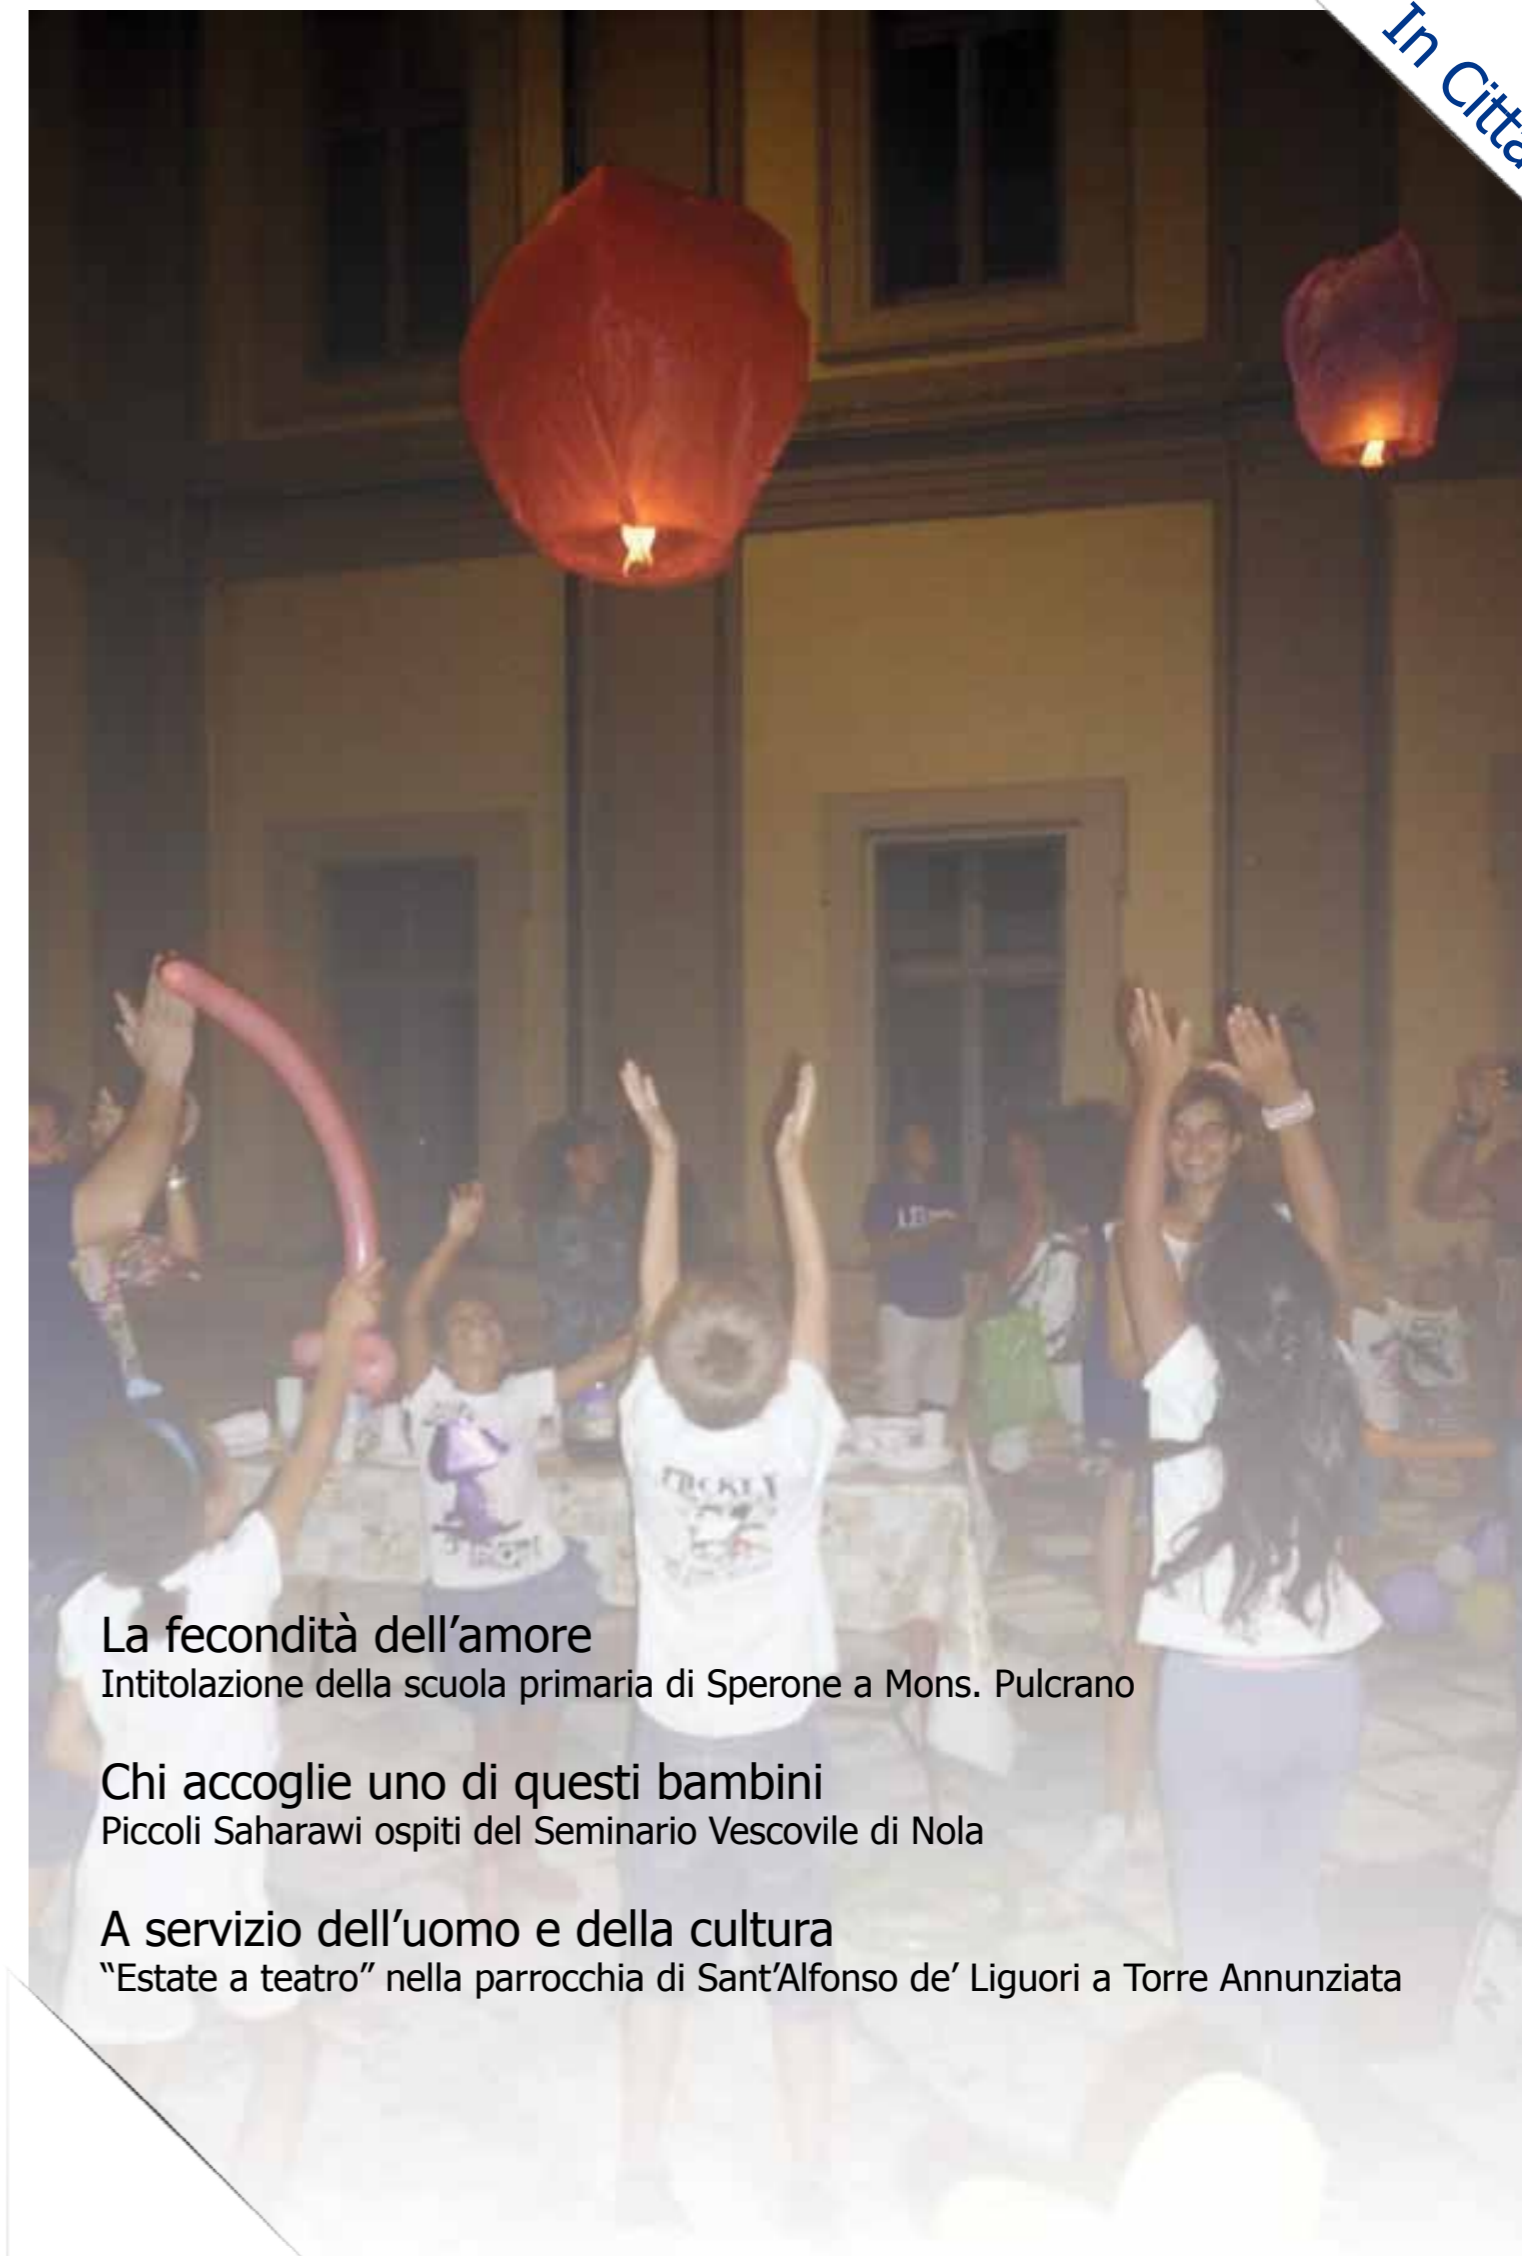 In Città
La fecondità dell’amore
Intitolazione della scuola primaria di Sperone a Mons. Pulcrano
Chi accoglie uno di questi bambini
Piccoli Saharawi ospiti del Seminario Vescovile di Nola
A servizio dell’uomo e della cultura
“Estate a teatro” nella parrocchia di Sant’Alfonso de’ Liguori a Torre Annunziata